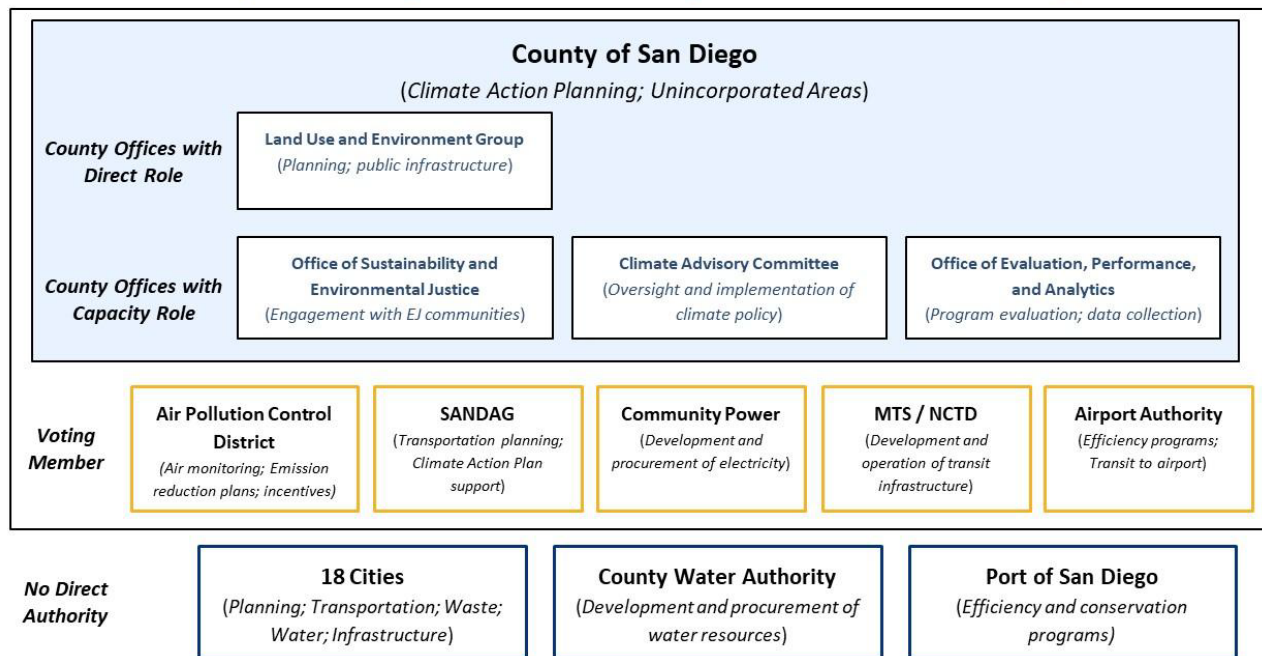 County of San Diego
(Climate Action Planning; Unincorporated Areas)
County Offices with
Direct Role
Land Use and Environment Group
(Planning; public infrastructure)
County Offices with
Capacity Role
Office of Sustainability and
Environmental Justice
(Engagement with EJ communities)
Climate Advisory Committee
(Oversight and implementation of
climate policy)
Office of Evaluation, Performance,
and Analytics
(Program evaluation; data collection)
Voting
Member
Air Pollution Control
District
(Air monitoring; Emission
reduction plans; incentives)
SANDAG
(Transportation planning;
Climate Action Plan
support)
Community Power
(Development and
procurement of electricity)
MTS / NCTD
(Development and
operation of transit
infrastructure)
Airport Authority
(Efficiency programs;
Transit to airport)
No Direct
Authority
18 Cities
(Planning; Transportation; Waste;
Water; Infrastructure)
County Water Authority
(Development and procurement of
water resources)
Port of San Diego
(Efficiency and conservation
programs)